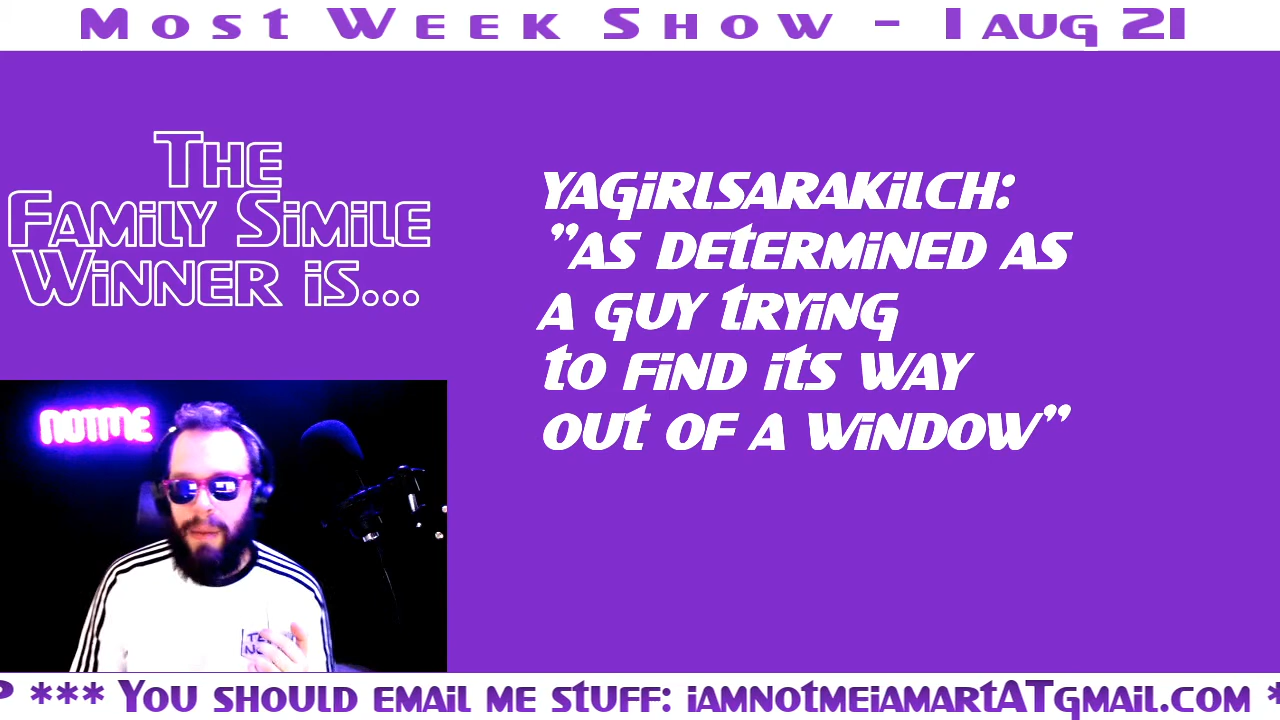 Most Week Show - 1 aug 21
The
Family Simile
Winner is...
YAGIRLSARAKILCH:
"AS DETERMINED AS
A GUY TRYING
TO FIND ITS WAY
OUT OF A WINDOW"
NOTME
P *** You should email me stuff: iamnotmeiamartATgmail.com *